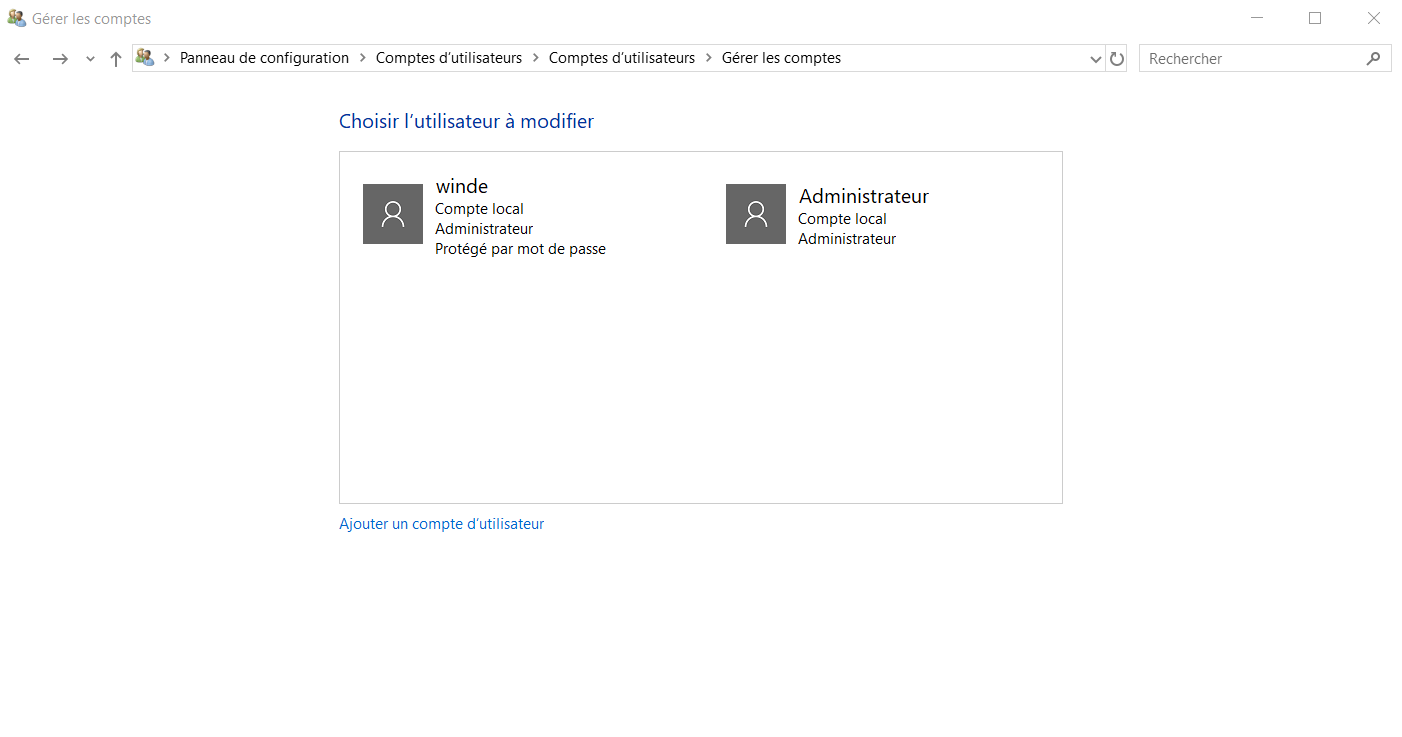 Gérer les comptes
Panneau de configuration > Comptes d’utilisateurs > Comptes d’utilisateurs > Gérer les comptes
Rechercher
Choisir l’utilisateur à modifier
winde
Compte local
Administrateur
Protégé par mot de passe
Administrateur
Compte local
Administrateur
Ajouter un compte d’utilisateur